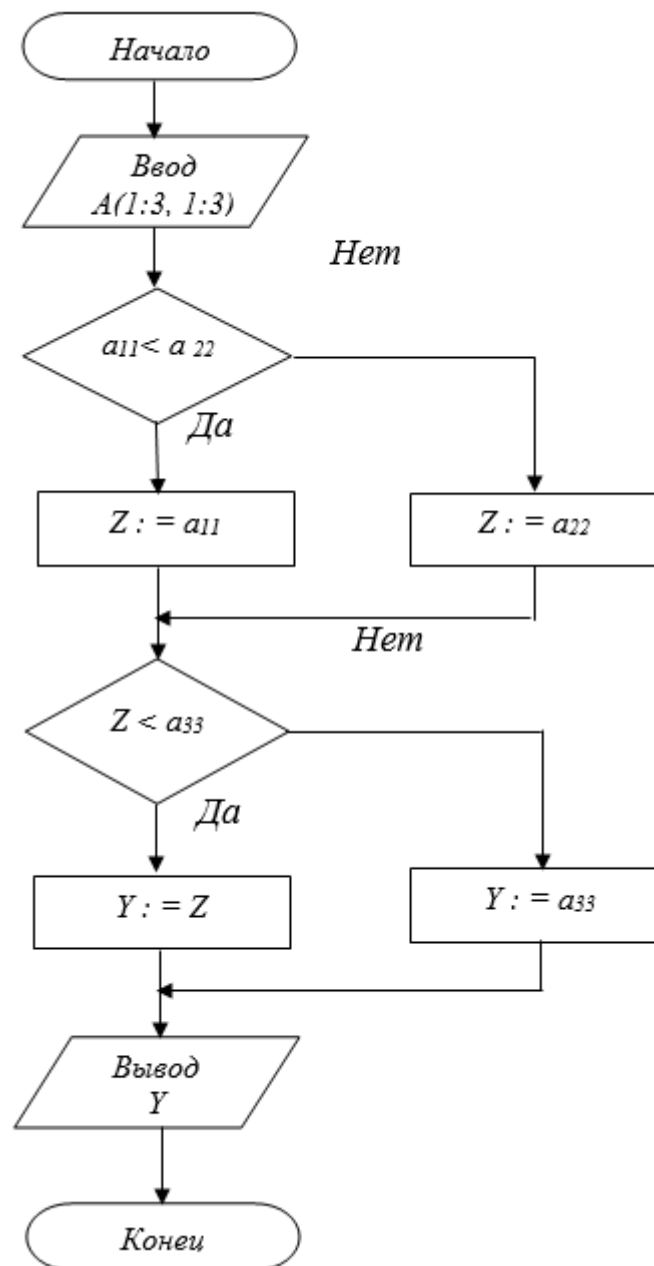 Начало
Ввод
A(1:3, 1:3)
Нет
a11< a 22
Да
Z : = a11
Z : = a22
Нет
Z < a33
Да
Y : = Z
Y : = a33
Вывод
Y
Конец